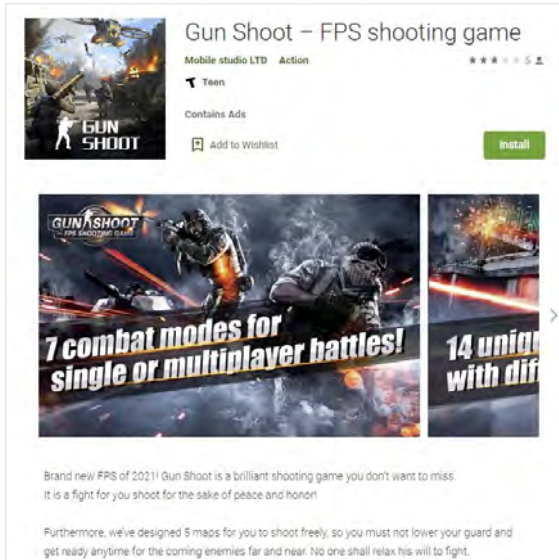 Gun Shoot – FPS shooting game
Mobile studio LTD Action
5
Teen
Contains Ads
Add to Wishlist
Install
GUN
SHOOT
GUN SHOOT
- FPS SHOOTING GAME -
7 combat modes for
single or multiplayer battles!
14 uniq
with dif
Brand new FPS of 2021! Gun Shoot is a brilliant shooting game you don't want to miss.
It is a fight for you shoot for the sake of peace and honor!
Furthermore, we've designed 5 maps for you to shoot freely, so you must not lower your guard and
get ready anytime for the coming enemies far and near. No one shall relax his will to fight.